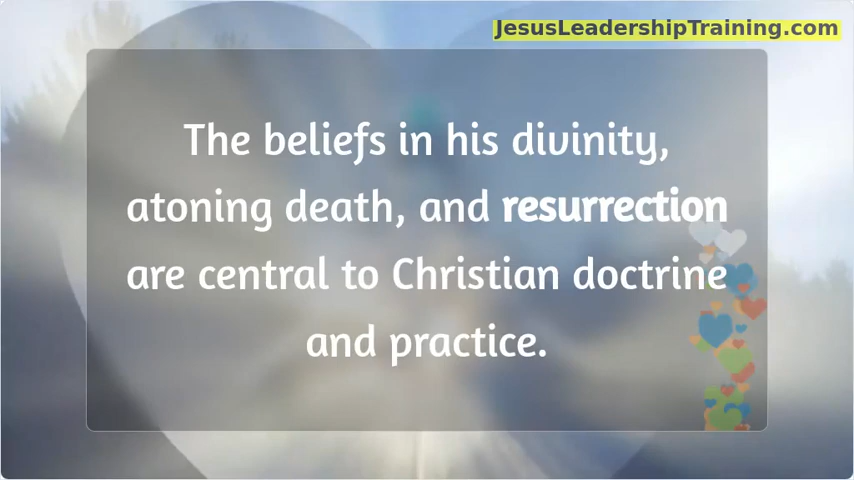 JesusLeadershipTraining.com
The beliefs in his divinity,
atoning death, and resurrection
are central to Christian doctrine
and practice.